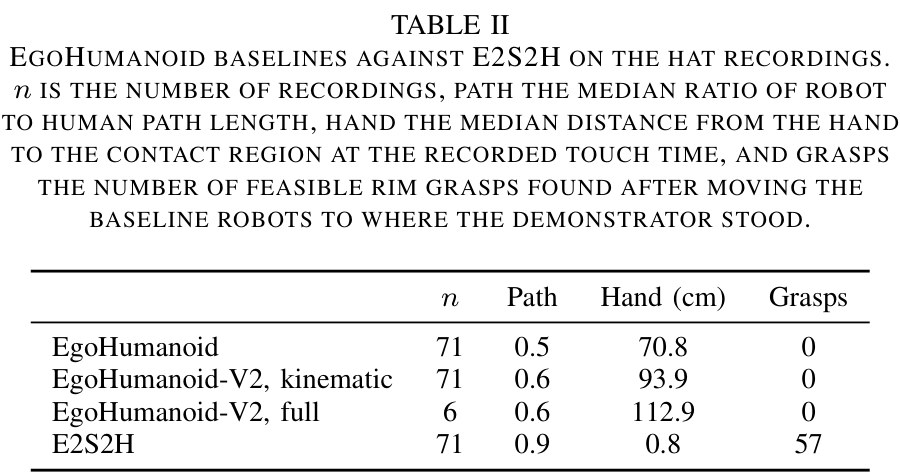 TABLE II
EGOHUMANOID BASELINES AGAINST E2S2H ON THE HAT RECORDINGS.
n IS THE NUMBER OF RECORDINGS, PATH THE MEDIAN RATIO OF ROBOT
TO HUMAN PATH LENGTH, HAND THE MEDIAN DISTANCE FROM THE HAND
TO THE CONTACT REGION AT THE RECORDED TOUCH TIME, AND GRASPS
THE NUMBER OF FEASIBLE RIM GRASPS FOUND AFTER MOVING THE
BASELINE ROBOTS TO WHERE THE DEMONSTRATOR STOOD.
n Path Hand (cm) Grasps
EgoHumanoid 71 0.5 70.8 0
EgoHumanoid-V2, kinematic 71 0.6 93.9 0
EgoHumanoid-V2, full 6 0.6 112.9 0
E2S2H 71 0.9 0.8 57